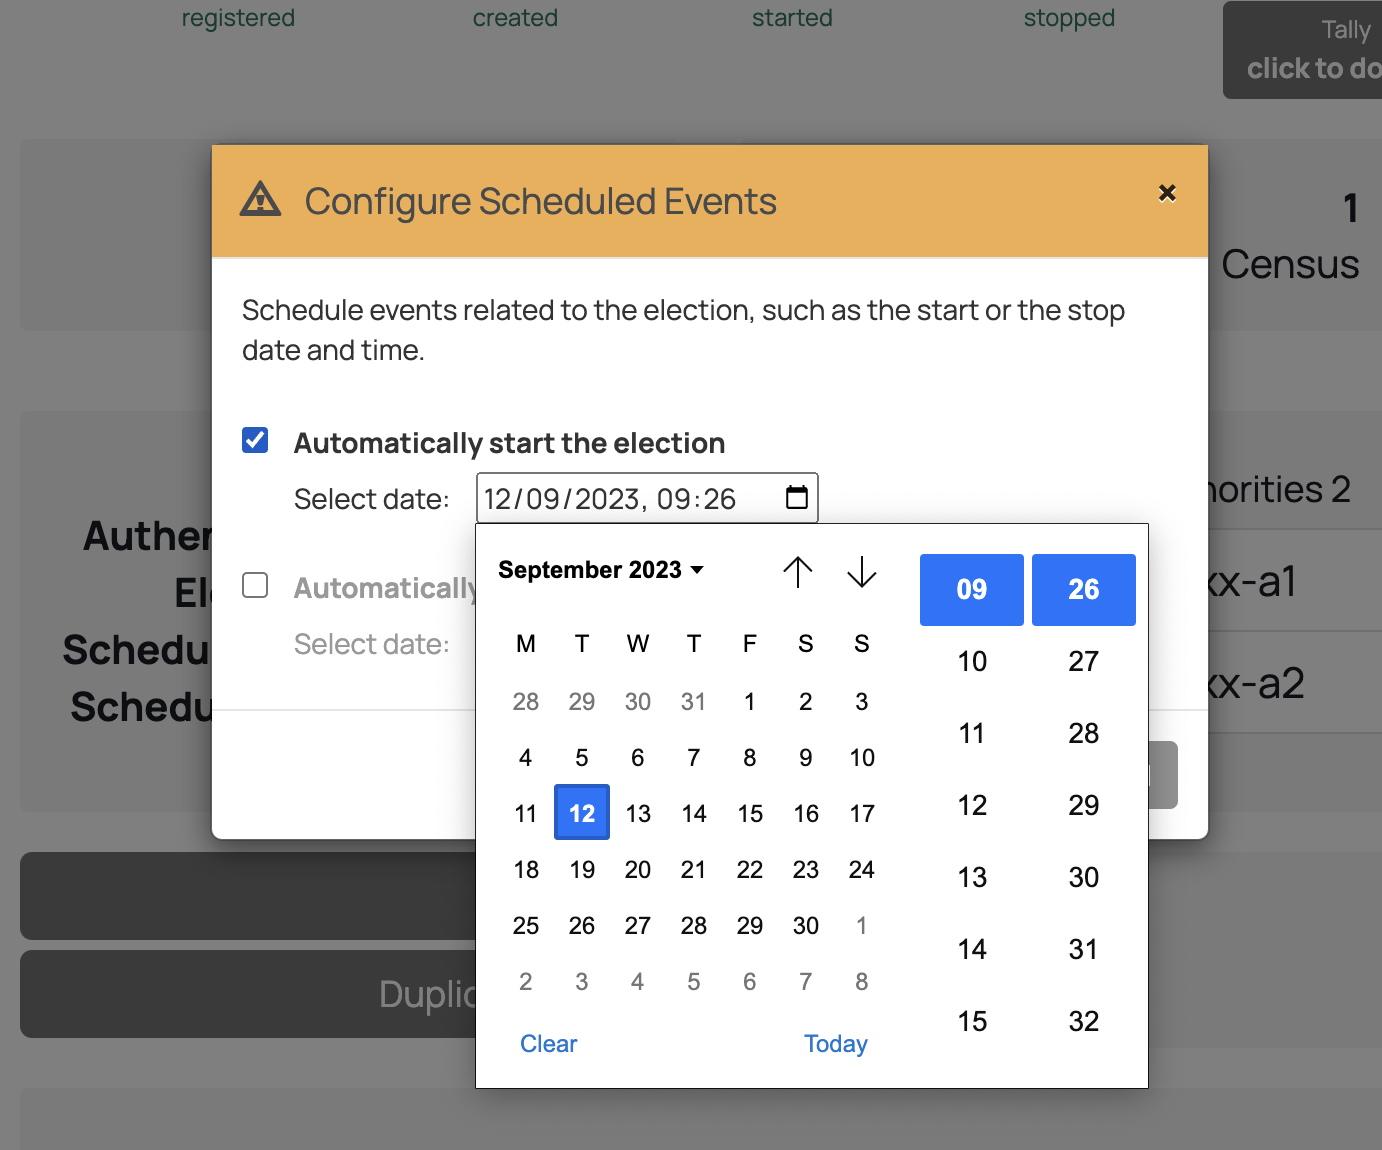 registered
created
started
stopped
Tally
click to do
Configure Scheduled Events
1
Census
Schedule events related to the election, such as the start or the stop
date and time.
Automatically start the election
Select date: 12/09/2023, 09:26
Automatically
Select date:
September 2023
M T W T F S S
28 29 30 31 1 2 3
4 5 6 7 8 9 10
11 12 13 14 15 16 17
18 19 20 21 22 23 24
25 26 27 28 29 30 1
2 3 4 5 6 7 8
Clear Today
09 26
10 27
11 28
12 29
13 30
14 31
15 32
Authen
El
Schedu
Schedu
horities 2
xx-a1
xx-a2
Duplic